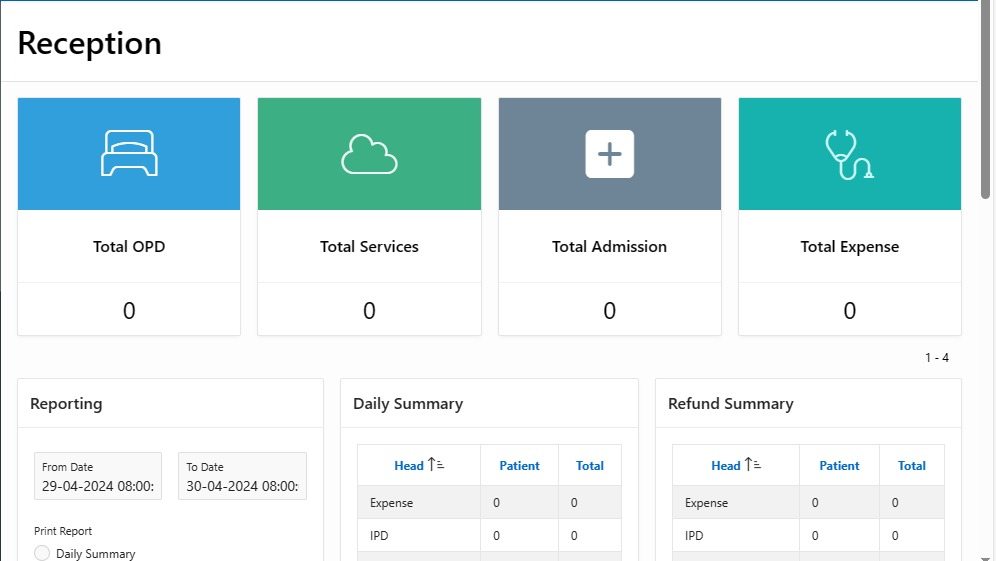 Reception
Total OPD
0
Total Services
0
Total Admission
0
Total Expense
0
1 - 4
Reporting
From Date
29-04-2024 08:00:
To Date
30-04-2024 08:00:
Print Report
Daily Summary
Daily Summary
Head Patient Total
Expense 0 0
IPD 0 0
Refund Summary
Head Patient Total
Expense 0 0
IPD 0 0